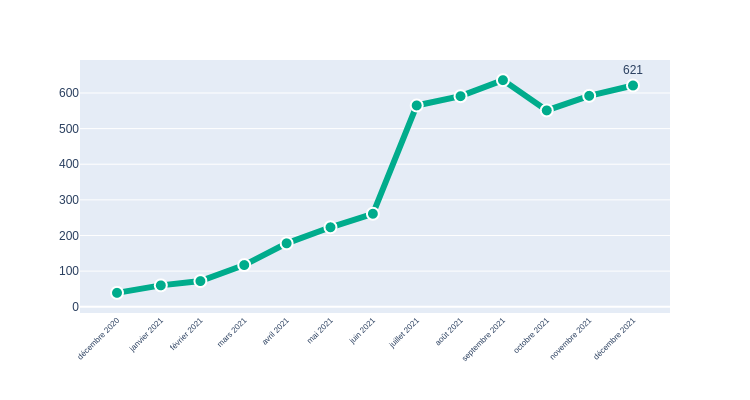 621
600
500
400
300
200
100
0
décembre 2020
janvier 2021
février 2021
mars 2021
avril 2021
mai 2021
juin 2021
juillet 2021
août 2021
septembre 2021
octobre 2021
novembre 2021
décembre 2021